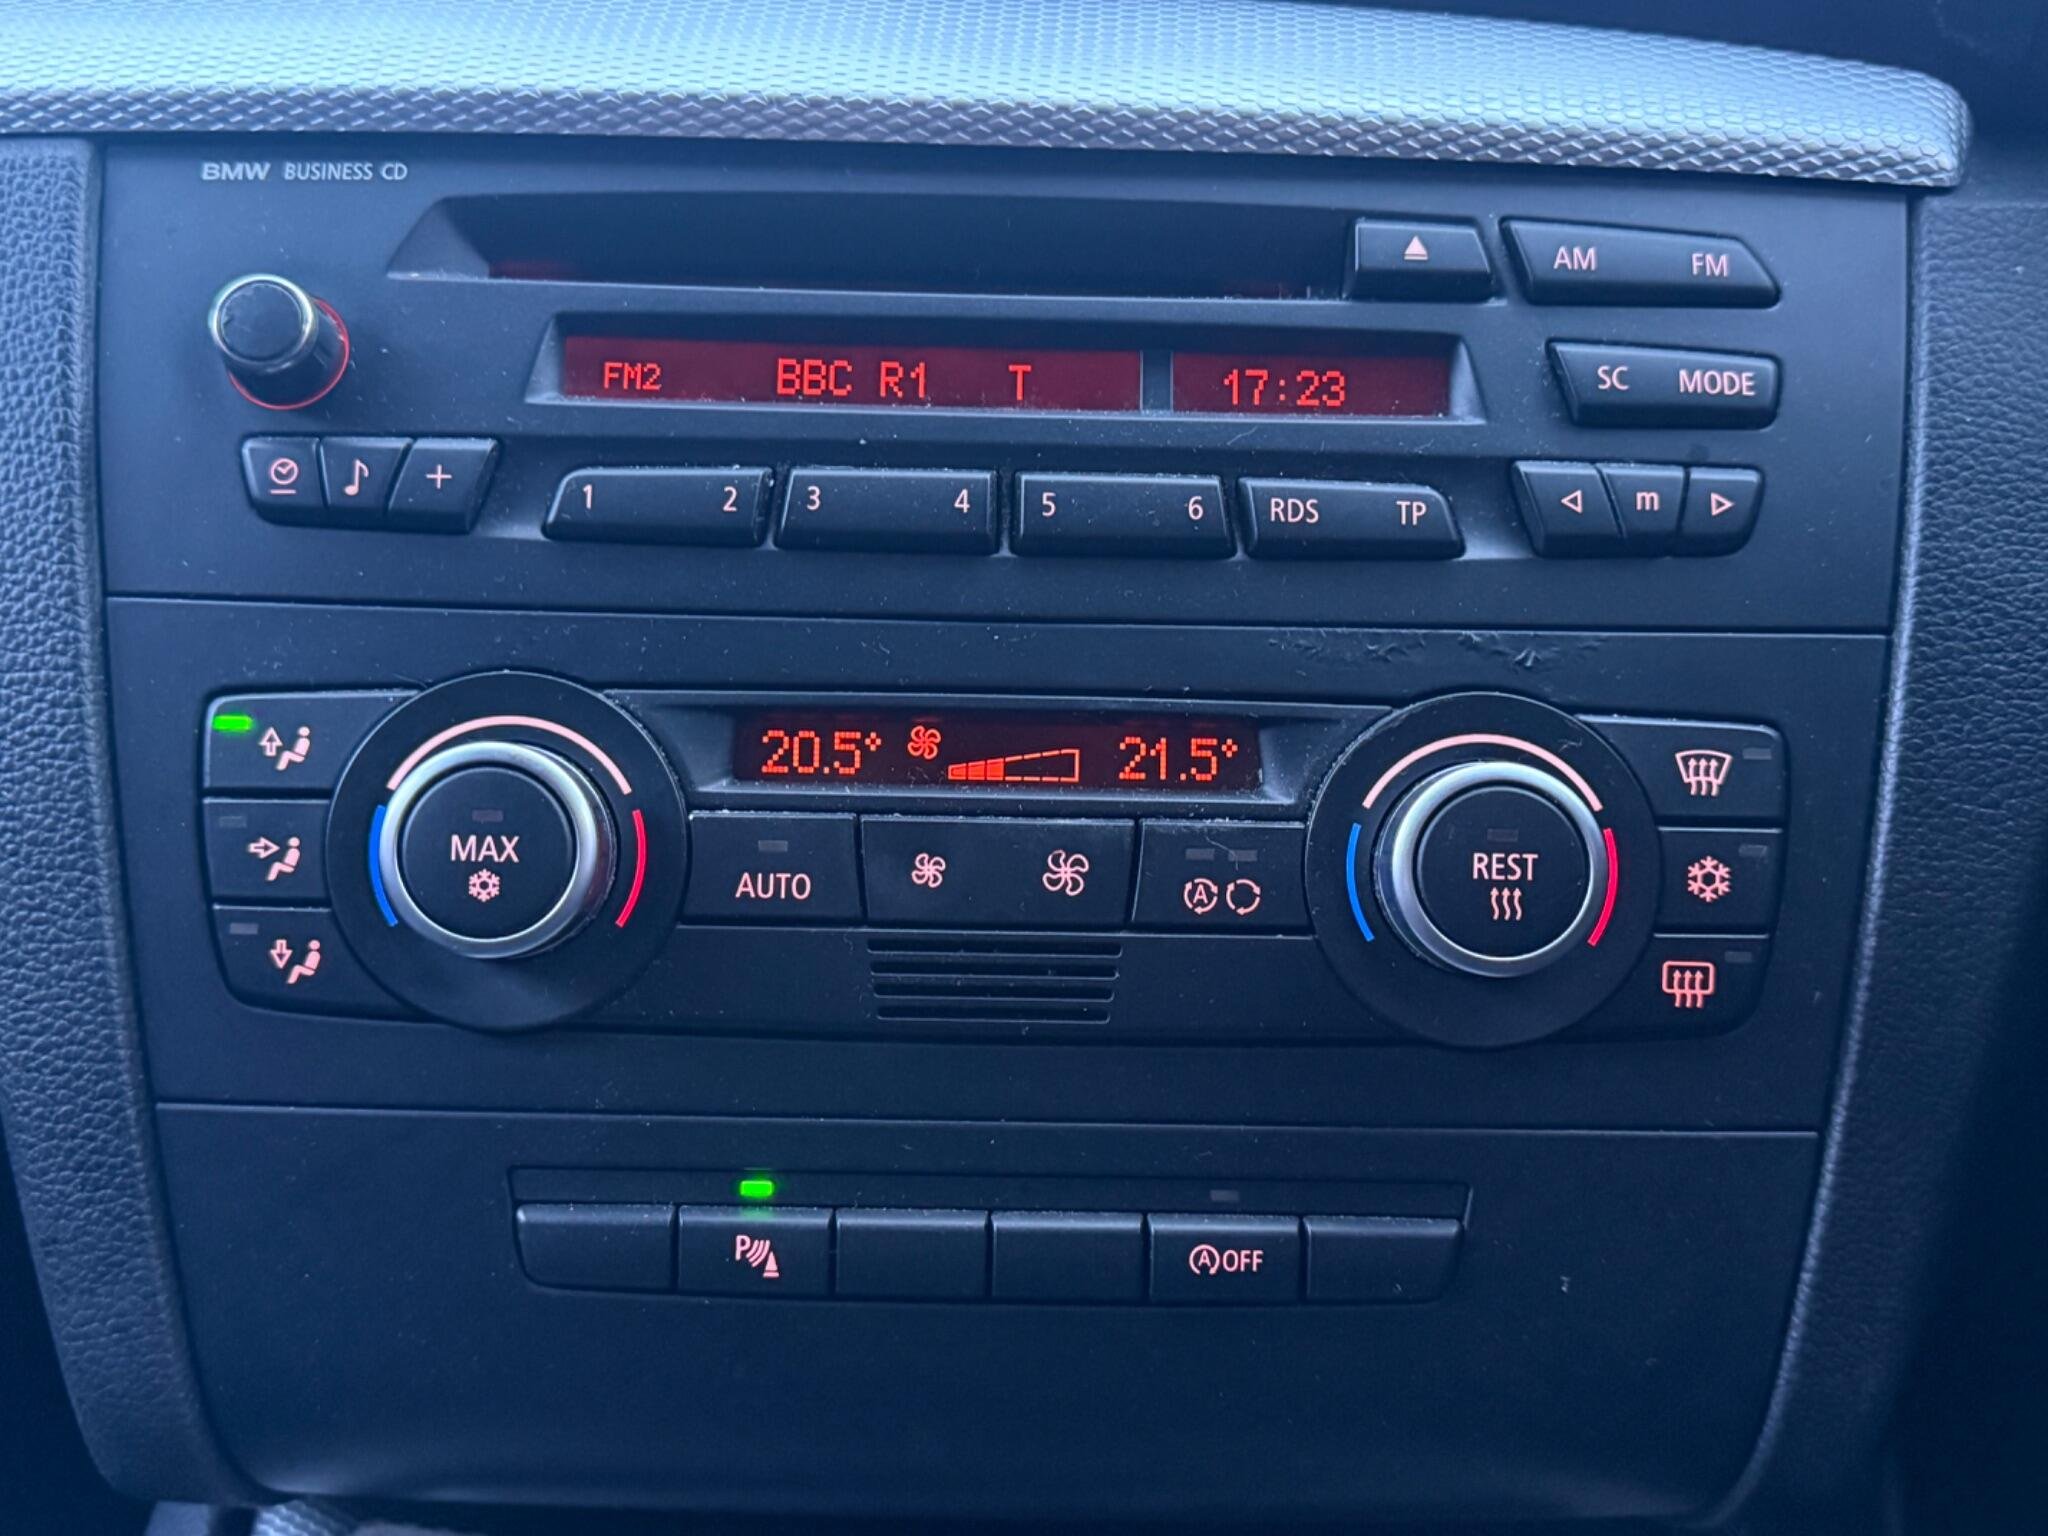 BMW BUSINESS CD
AM FM
FM2 BBC R1 T 17:23
SC MODE
+
1 2 3 4 5 6 RDS TP m
20.5° 21.5°
MAX
AUTO
A
REST
P
A OFF